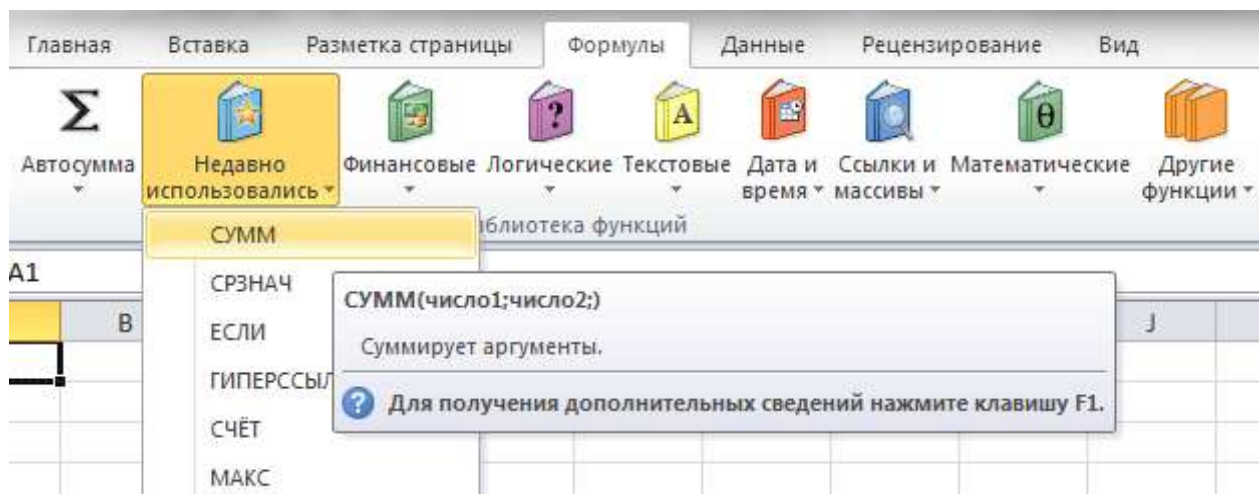 Главная Вставка Разметка страницы Формулы Данные Рецензирование Вид
Σ ? A θ
Автосумма Недавно использовались Финансовые Логические Текстовые Дата и время Ссылки и массивы Математические Другие функции
блиотека функций
A1
B J
СУММ
СРЗНАЧ
ЕСЛИ
ГИПЕРССЫЛ
СЧЁТ
МАКС
СУММ(число1;число2;)
Суммирует аргументы.
? Для получения дополнительных сведений нажмите клавишу F1.